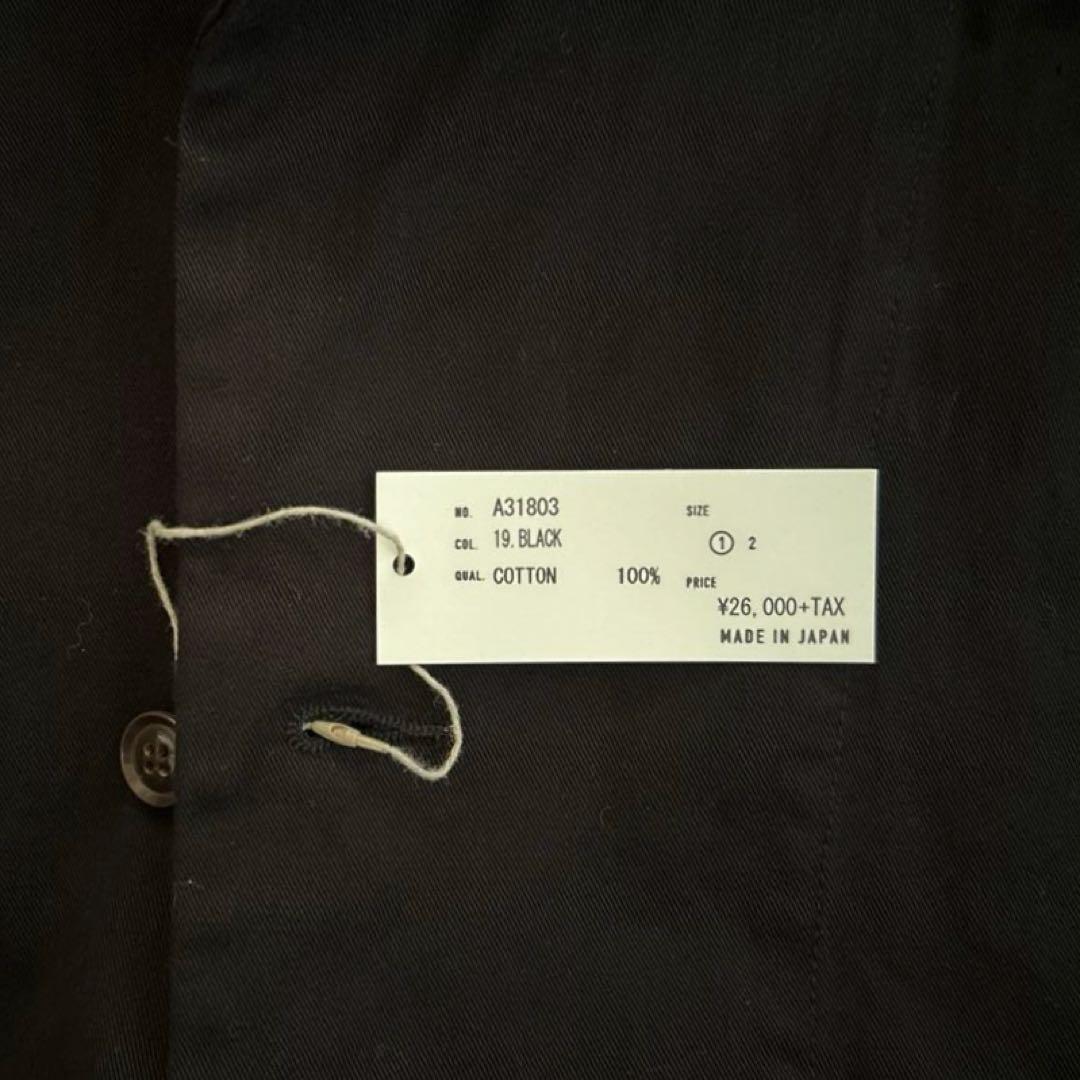 NO. A31803
COL. 19. BLACK
QUAL. COTTON 100%
SIZE
① 2
PRICE
¥26,000+TAX
MADE IN JAPAN